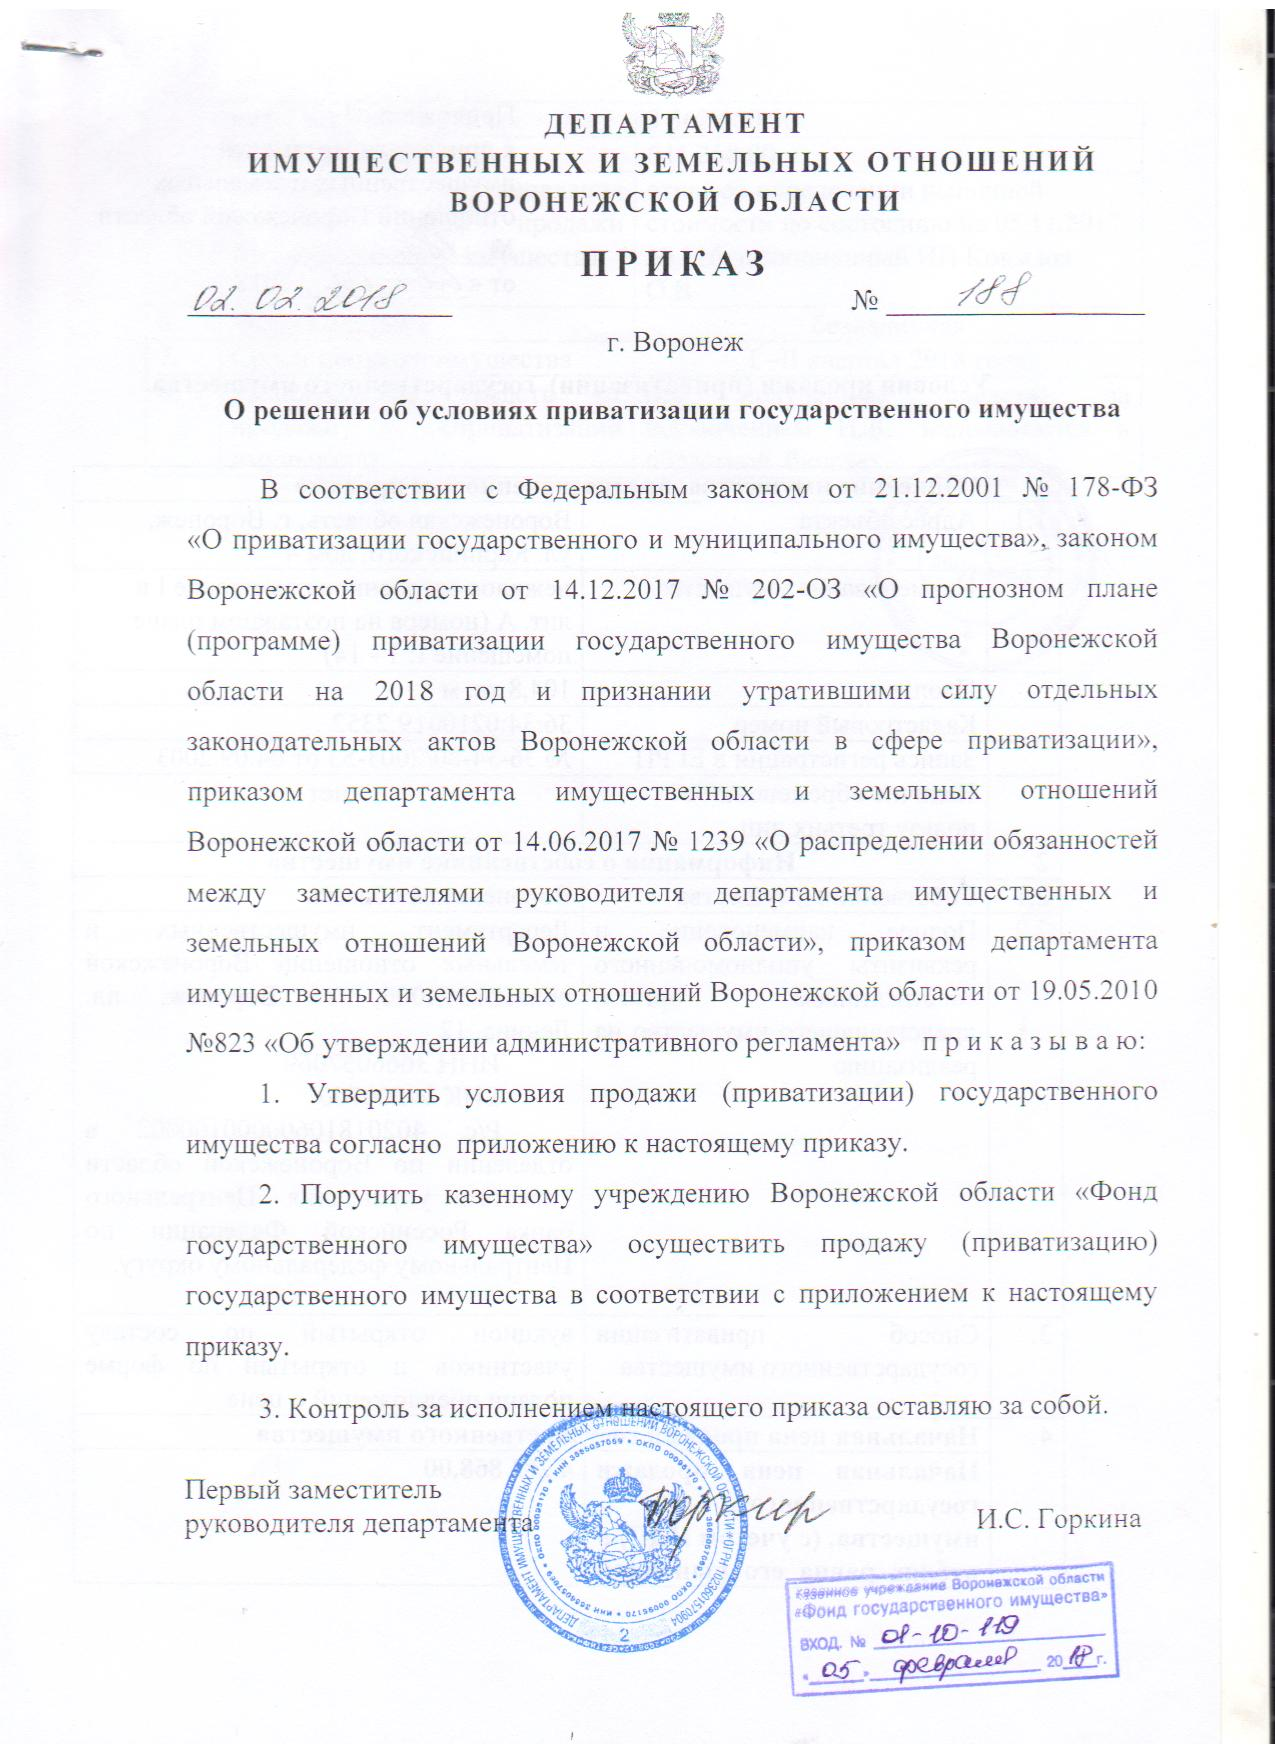 ДЕПАРТАМЕНТ
ИМУЩЕСТВЕННЫХ И ЗЕМЕЛЬНЫХ ОТНОШЕНИЙ
ВОРОНЕЖСКОЙ ОБЛАСТИ
ПРИКАЗ
02. 02. 2018 № 188
г. Воронеж
О решении об условиях приватизации государственного имущества
В соответствии с Федеральным законом от 21.12.2001 № 178-ФЗ
«О приватизации государственного и муниципального имущества», законом
Воронежской области от 14.12.2017 № 202-ОЗ «О прогнозном плане
(программе) приватизации государственного имущества Воронежской
области на 2018 год и признании утратившими силу отдельных
законодательных актов Воронежской области в сфере приватизации»,
приказом департамента имущественных и земельных отношений
Воронежской области от 14.06.2017 № 1239 «О распределении обязанностей
между заместителями руководителя департамента имущественных и
земельных отношений Воронежской области», приказом департамента
имущественных и земельных отношений Воронежской области от 19.05.2010
№823 «Об утверждении административного регламента» п р и к а з ы в а ю:
1. Утвердить условия продажи (приватизации) государственного
имущества согласно приложению к настоящему приказу.
2. Поручить казенному учреждению Воронежской области «Фонд
государственного имущества» осуществить продажу (приватизацию)
государственного имущества в соответствии с приложением к настоящему
приказу.
3. Контроль за исполнением настоящего приказа оставляю за собой.
Первый заместитель
руководителя департамента И.С. Горкина
ДЕПАРТАМЕНТ ИМУЩЕСТВЕННЫХ И ЗЕМЕЛЬНЫХ ОТНОШЕНИЙ ВОРОНЕЖСКОЙ ОБЛАСТИ
2
казенное учреждение Воронежской области
«Фонд государственного имущества»
ВХОД. № 01-10-119
«05» февраля 2018 г.